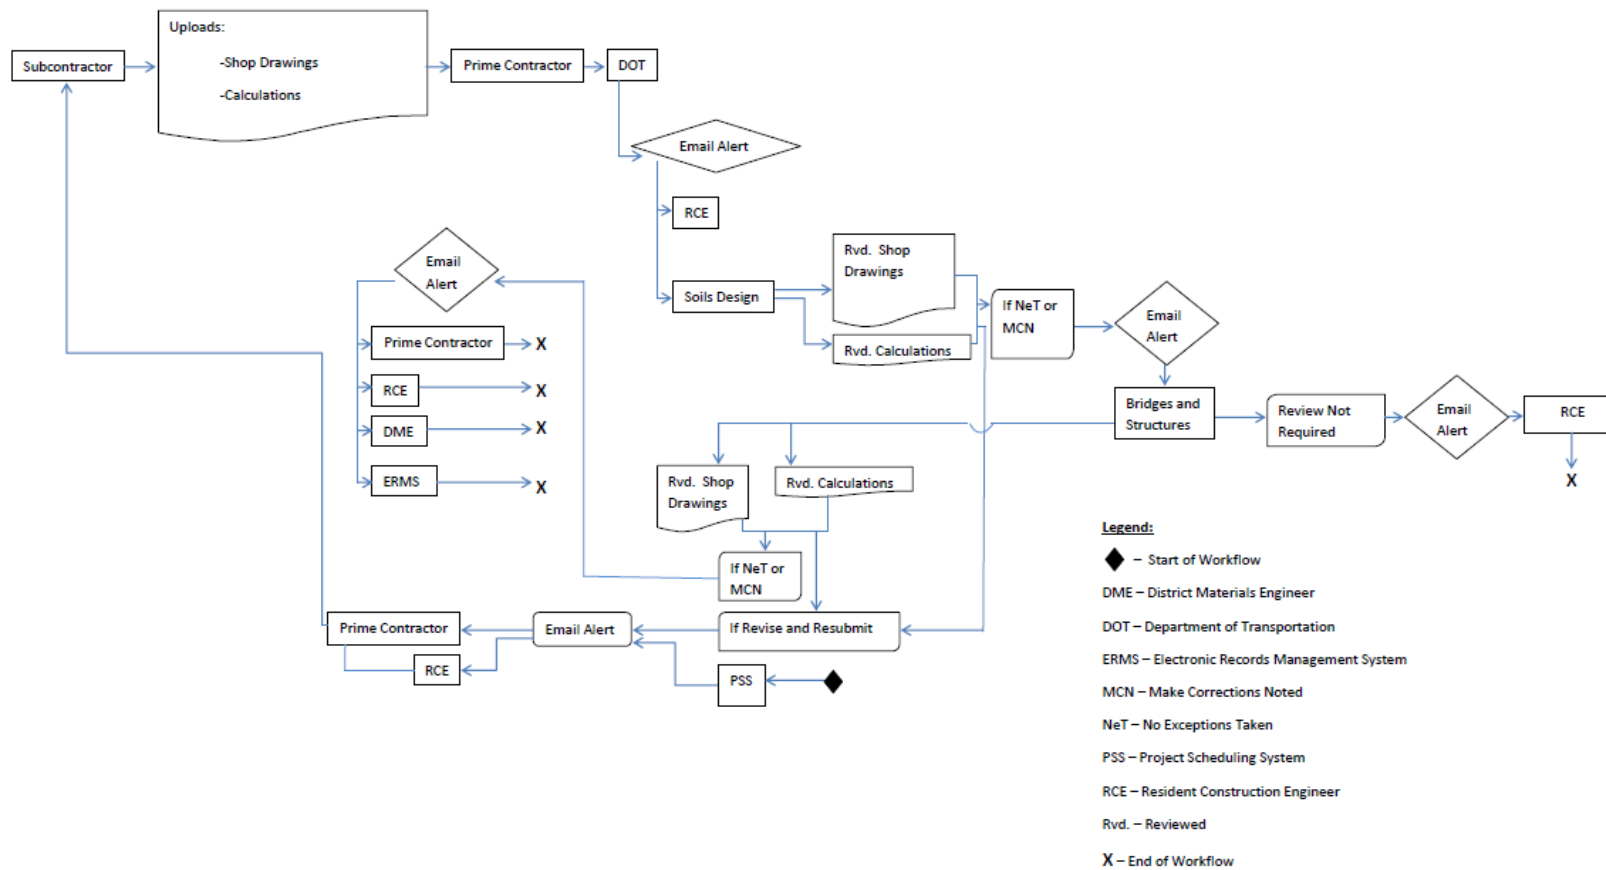 Uploads:
-Shop Drawings
-Calculations
Subcontractor
Prime Contractor
DOT
Email Alert
RCE
Soils Design
Rvd. Shop
Drawings
Rvd. Calculations
If NeT or
MCN
Email
Alert
Bridges and
Structures
Review Not
Required
Email
Alert
RCE
X
Email
Alert
Prime Contractor
X
RCE
X
DME
X
ERMS
X
Rvd. Shop
Drawings
Rvd. Calculations
If NeT or
MCN
If Revise and Resubmit
Email Alert
Prime Contractor
RCE
PSS
Legend:
– Start of Workflow
DME – District Materials Engineer
DOT – Department of Transportation
ERMS – Electronic Records Management System
MCN – Make Corrections Noted
NeT – No Exceptions Taken
PSS – Project Scheduling System
RCE – Resident Construction Engineer
Rvd. – Reviewed
X – End of Workflow